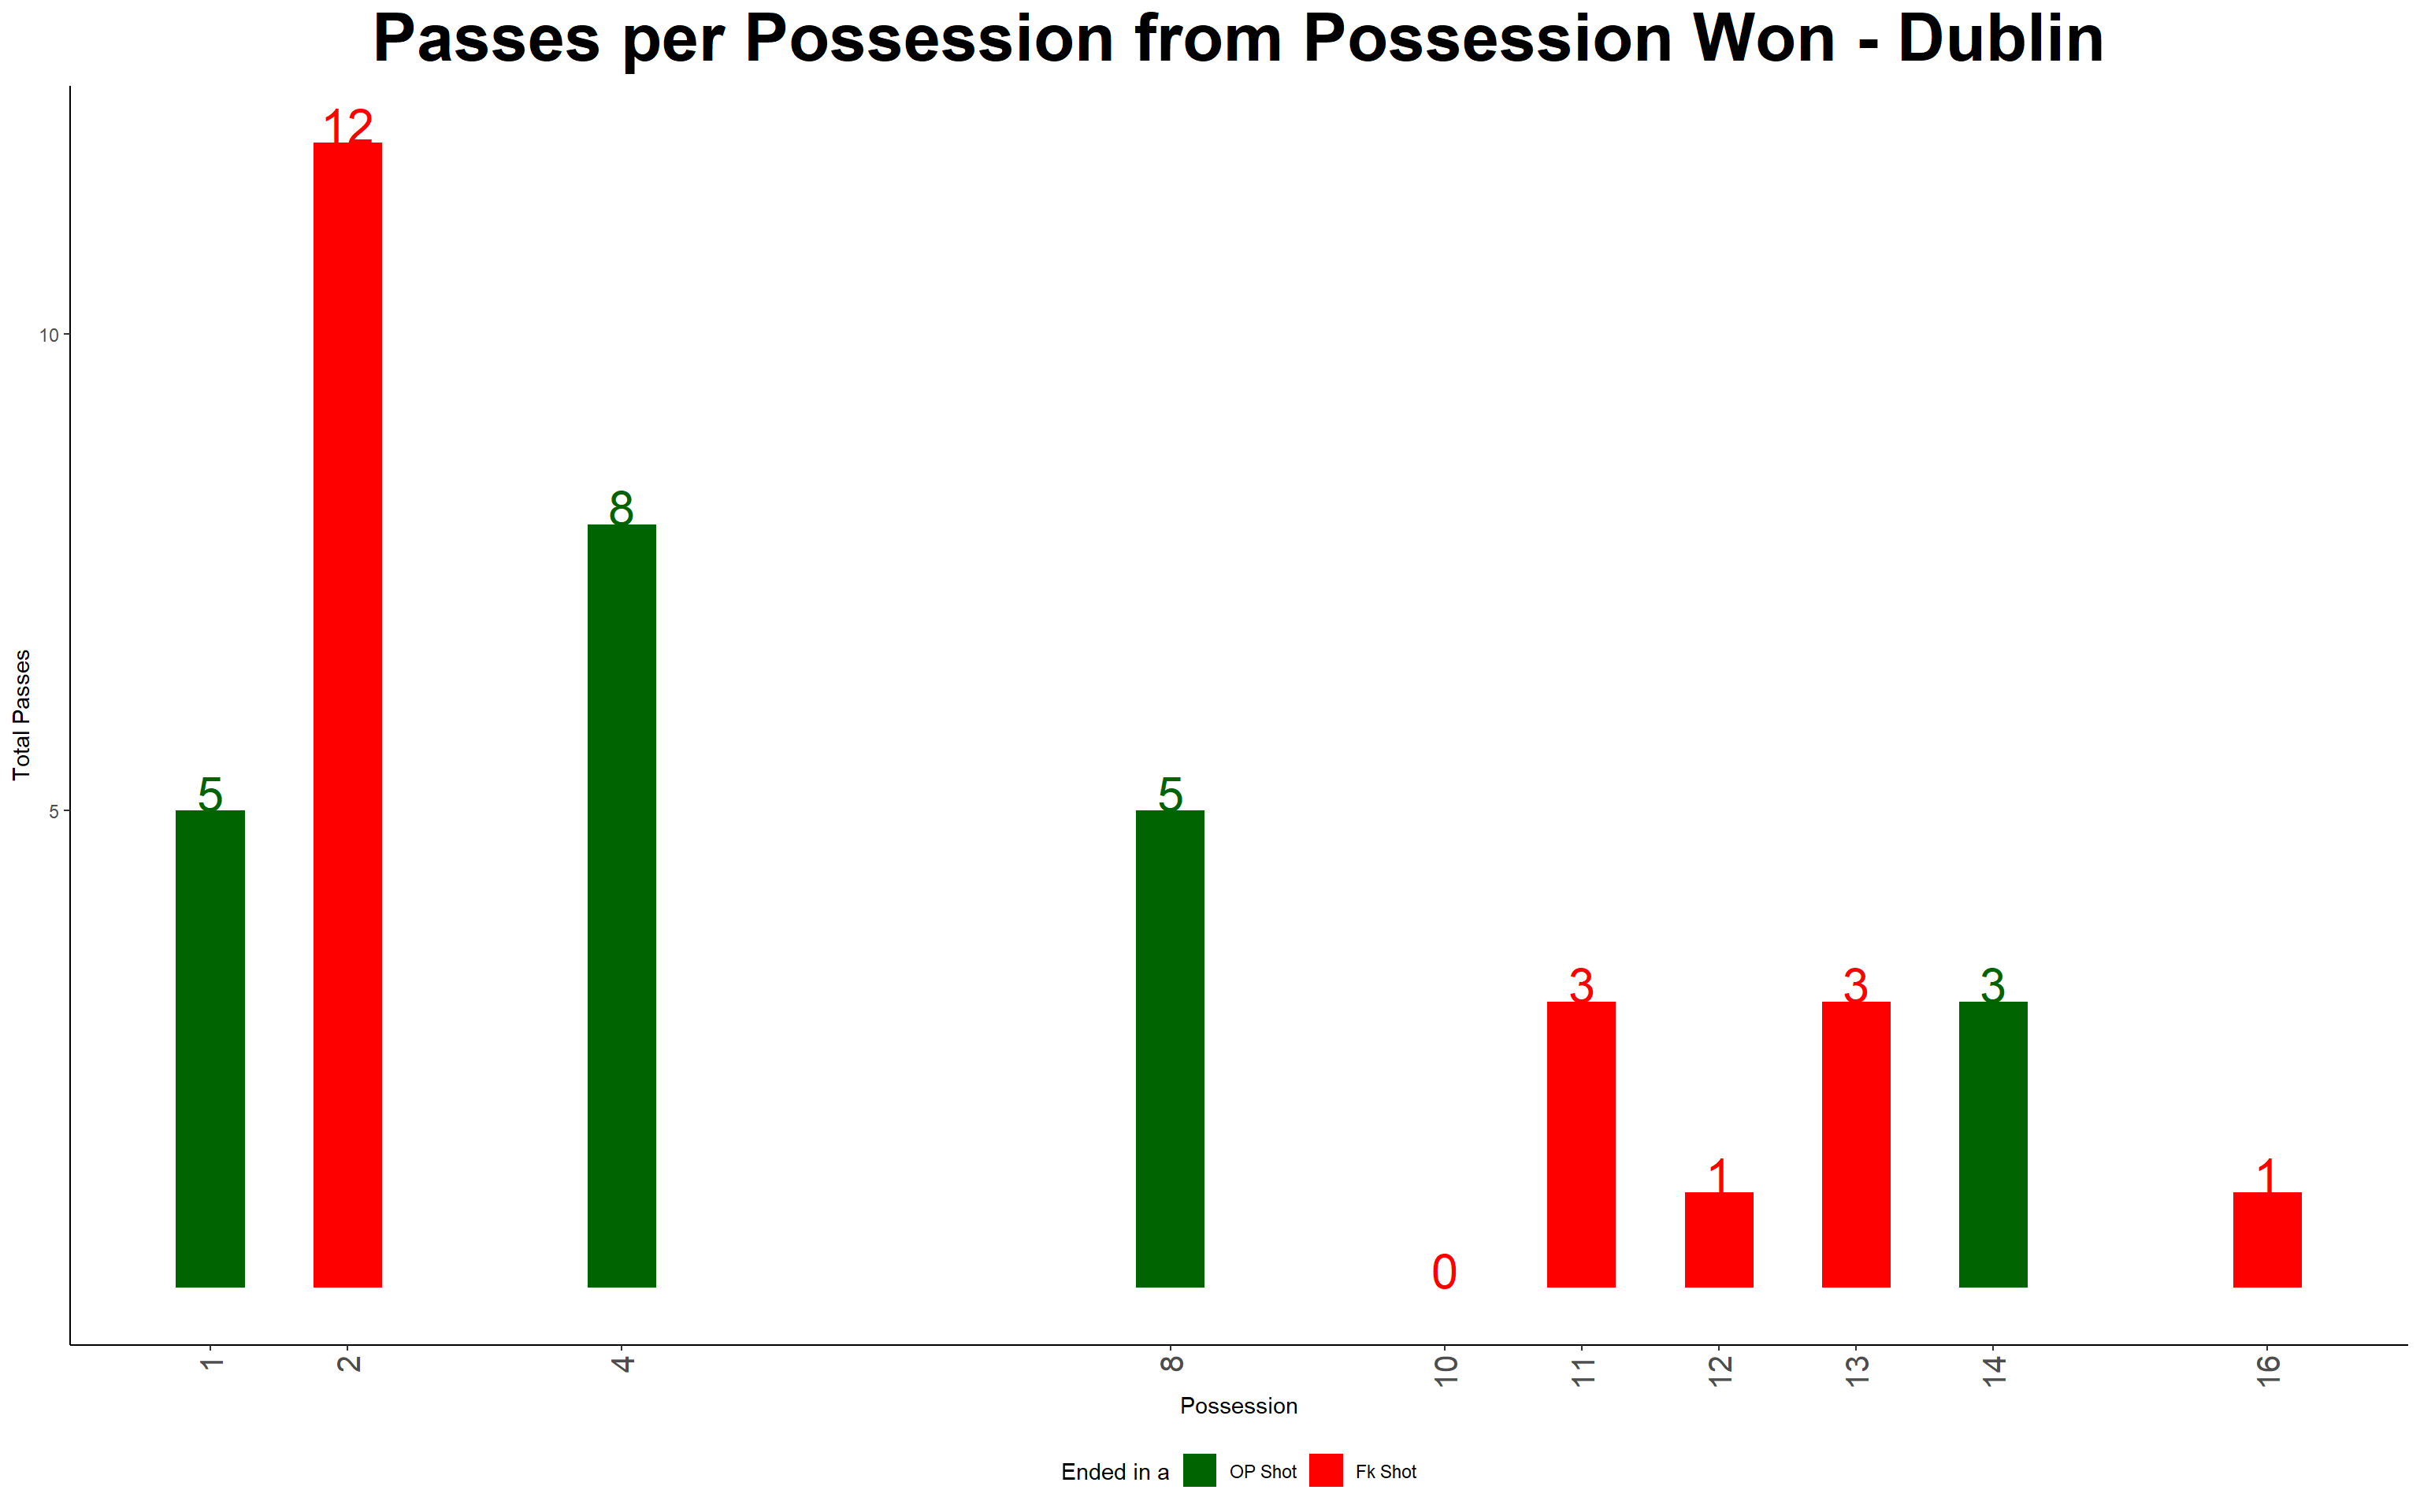 Passes per Possession from Possession Won - Dublin
12
10
8
5
5
5
3
3
3
1
1
0
Total Passes
1 2 4 8 10 11 12 13 14 16
Possession
Ended in a OP Shot Fk Shot